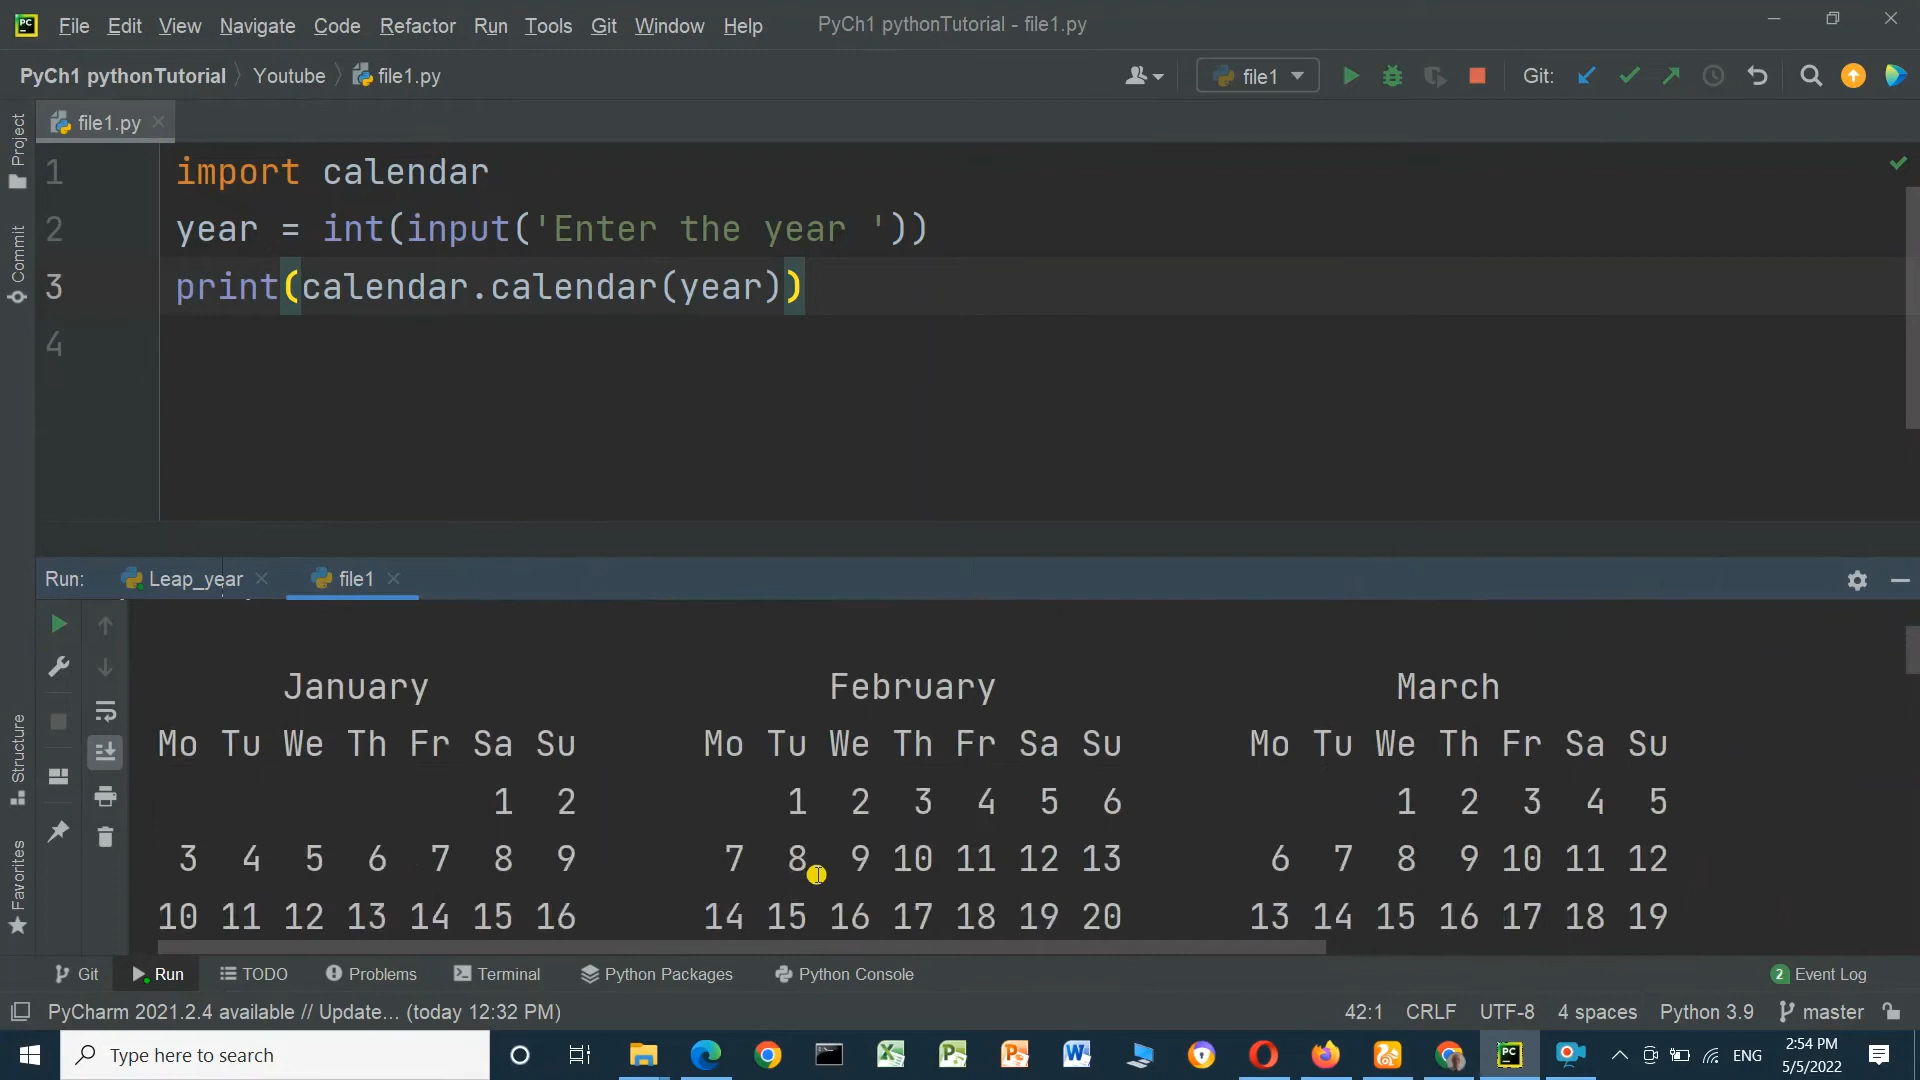 PC File Edit View Navigate Code Refactor Run Tools Git Window Help PyCh1 pythonTutorial - file1.py
PyCh1 pythonTutorial Youtube file1.py file1 Git:
file1.py
Project
Commit
Structure
Favorites
1 import calendar
2 year = int(input('Enter the year '))
3 print(calendar.calendar(year))
4
Run: Leap_year file1
January February March
Mo Tu We Th Fr Sa Su Mo Tu We Th Fr Sa Su Mo Tu We Th Fr Sa Su
1 2 1 2 3 4 5 6 1 2 3 4 5
3 4 5 6 7 8 9 7 8 9 10 11 12 13 6 7 8 9 10 11 12
10 11 12 13 14 15 16 14 15 16 17 18 19 20 13 14 15 16 17 18 19
Git Run TODO Problems Terminal Python Packages Python Console 2 Event Log
PyCharm 2021.2.4 available // Update... (today 12:32 PM) 42:1 CRLF UTF-8 4 spaces Python 3.9 master
Type here to search ENG 2:54 PM
5/5/2022